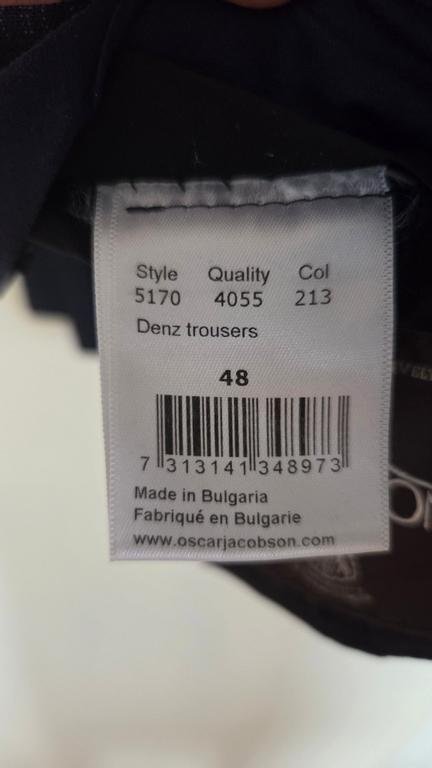 Style Quality Col
5170 4055 213
Denz trousers
48
7 313141 348973
Made in Bulgaria
Fabriqué en Bulgarie
www.oscarjacobson.com